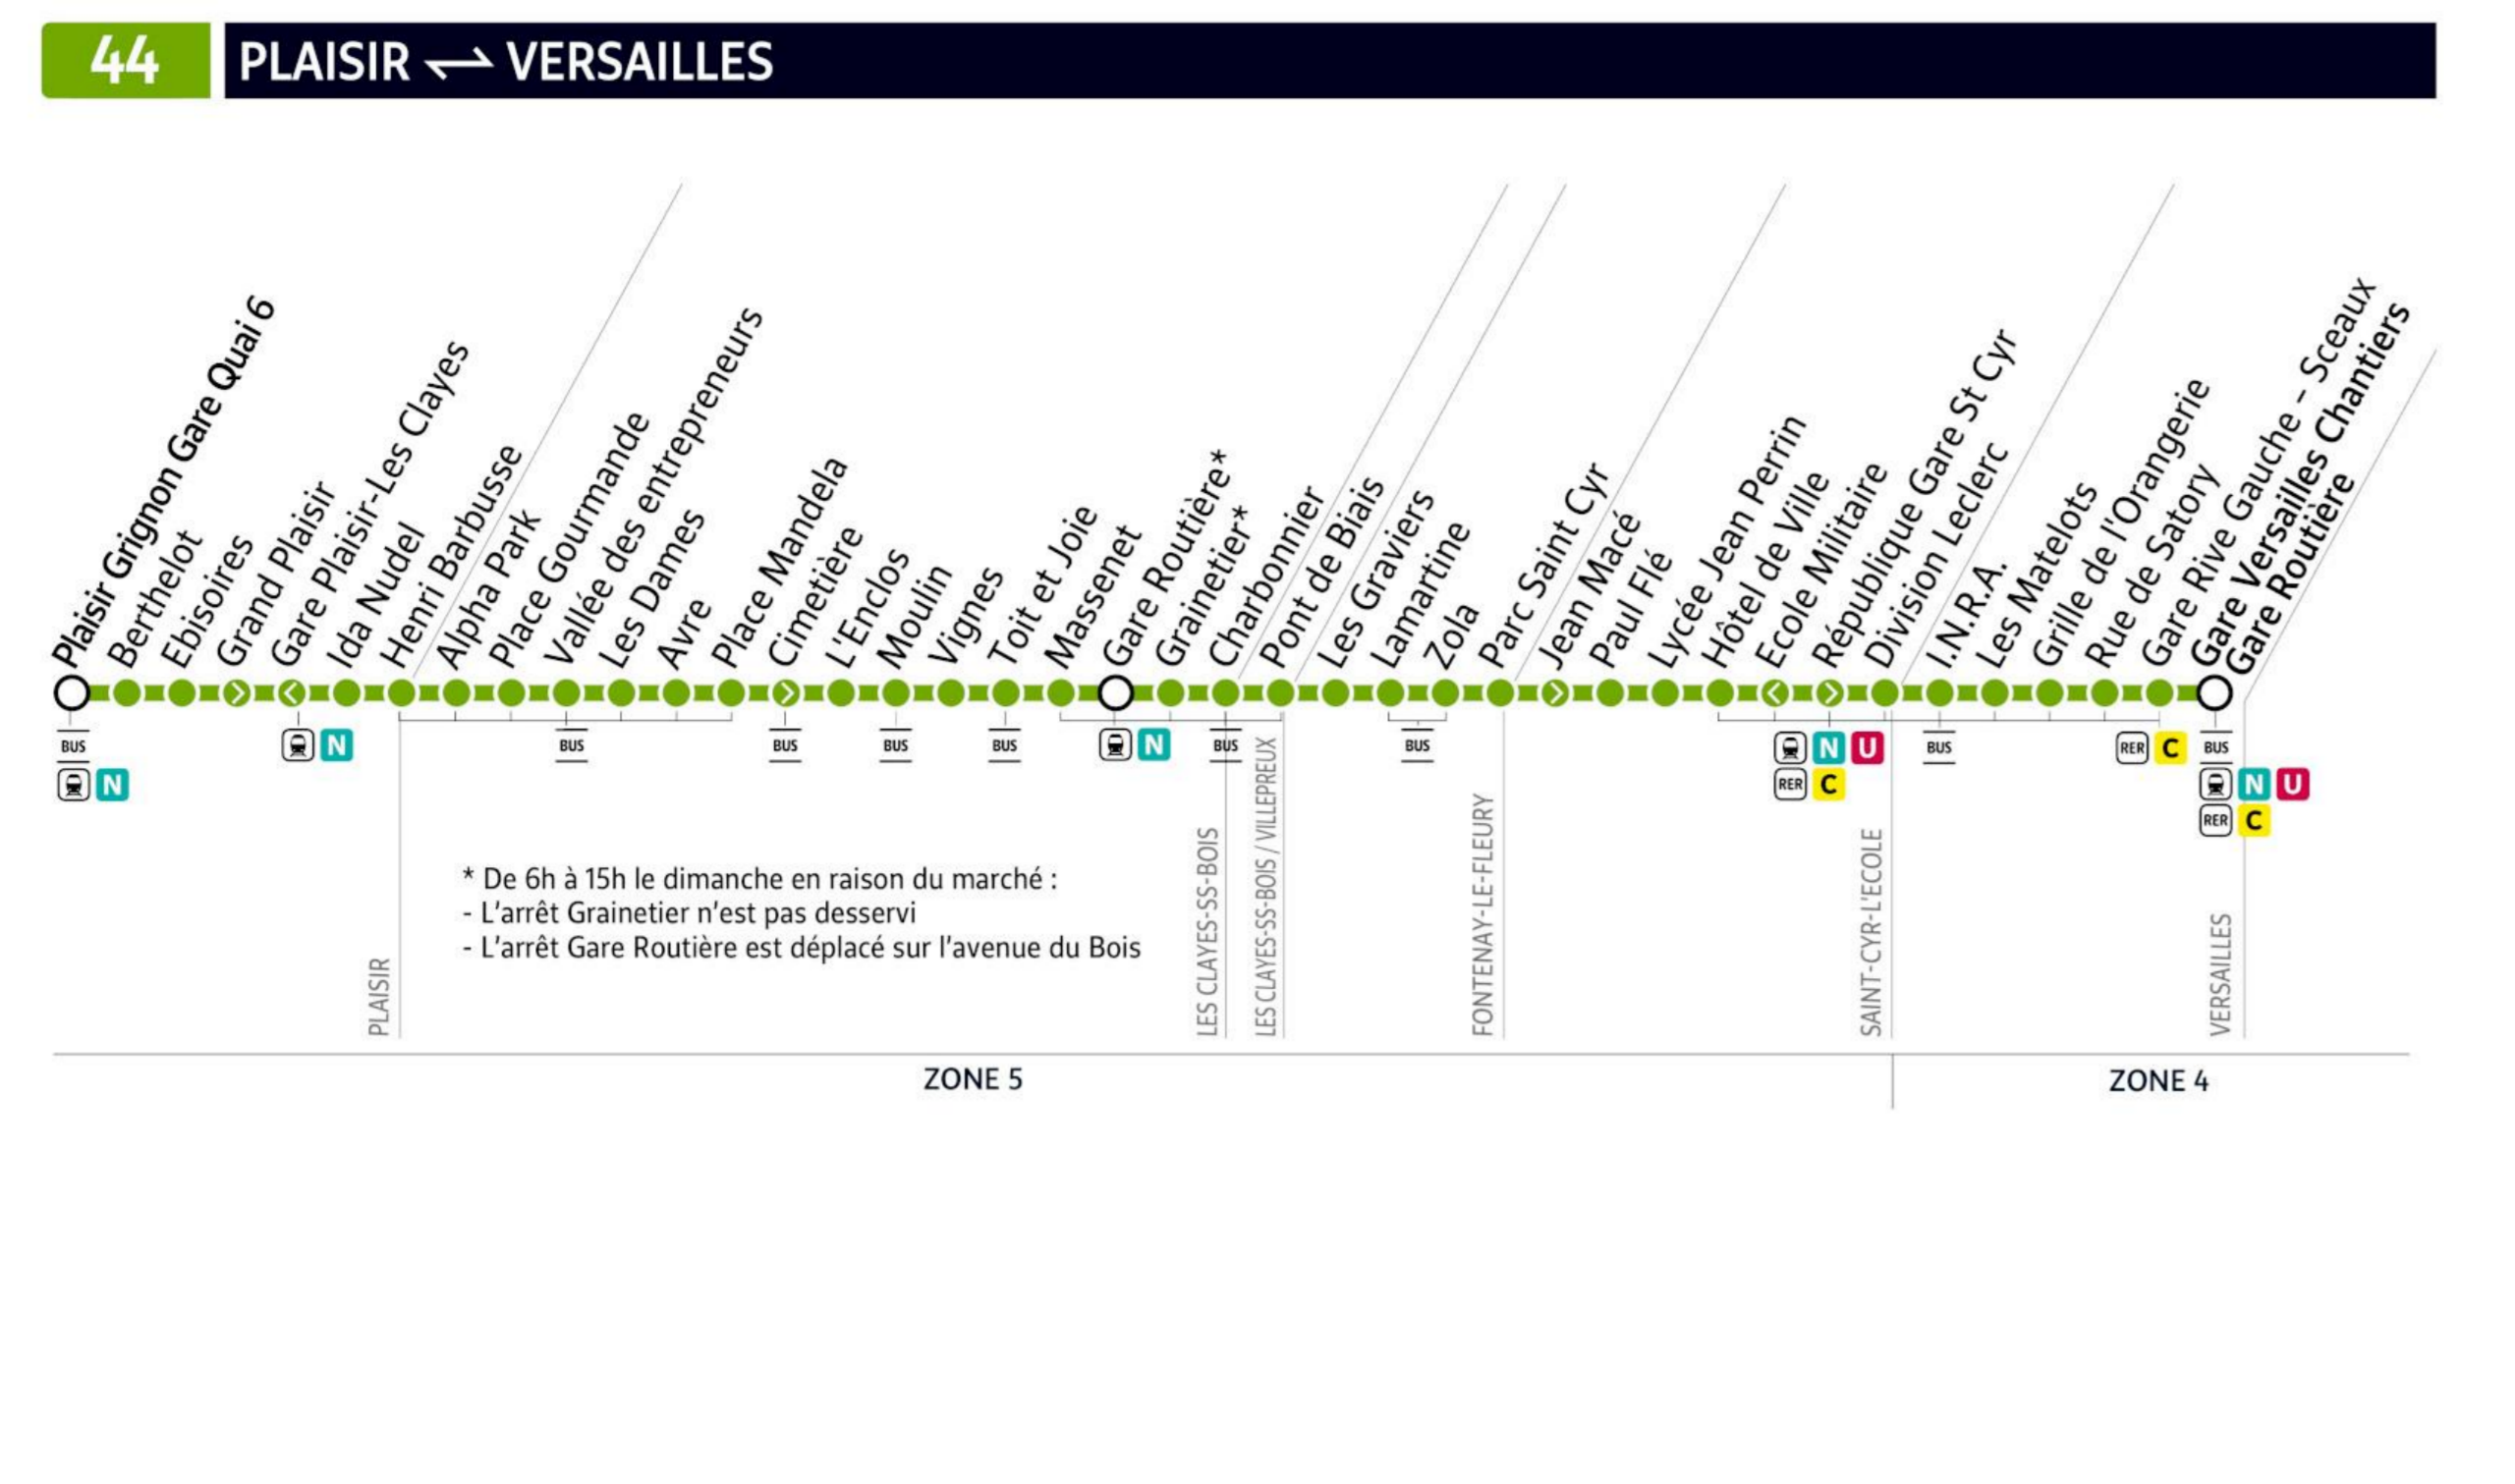 44
PLAISIR ⇌ VERSAILLES
Plaisir Grignon Gare Quai 6
Berthelot
Ebisoires
Grand Plaisir
Gare Plaisir-Les Clayes
Ida Nudel
Henri Barbusse
Alpha Park
Place Gourmande
Vallée des entrepreneurs
Les Dames
Avre
Place Mandela
Cimetière
L'Enclos
Moulin
Vignes
Toit et Joie
Massenet
Gare Routière*
Grainetier*
Charbonnier
Pont de Biais
Les Graviers
Lamartine
Zola
Parc Saint Cyr
Jean Macé
Paul Flé
Lycée Jean Perrin
Hôtel de Ville
Ecole Militaire
République Gare St Cyr
Division Leclerc
I.N.R.A.
Les Matelots
Grille de l'Orangerie
Rue de Satory
Gare Rive Gauche – Sceaux
Gare Versailles Chantiers
Gare Routière
BUS
N
N
BUS
BUS
BUS
BUS
N
BUS
BUS
N U
RER C
BUS
RER C
BUS
N U
RER C
* De 6h à 15h le dimanche en raison du marché :
- L'arrêt Grainetier n'est pas desservi
- L'arrêt Gare Routière est déplacé sur l'avenue du Bois
PLAISIR
LES CLAYES-SS-BOIS
LES CLAYES-SS-BOIS / VILLEPREUX
FONTENAY-LE-FLEURY
SAINT-CYR-L'ECOLE
VERSAILLES
ZONE 5
ZONE 4